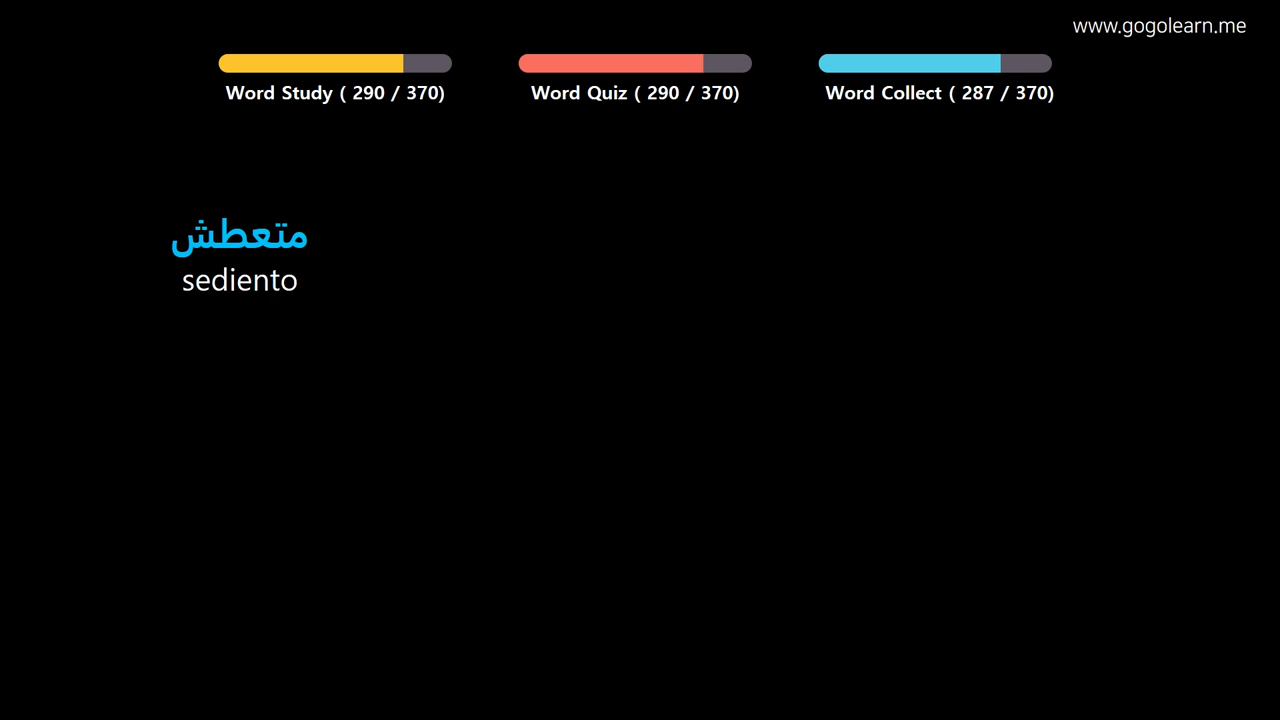 www.gogolearn.me
Word Study ( 290 / 370)
Word Quiz ( 290 / 370)
Word Collect ( 287 / 370)
متعطش
sediento